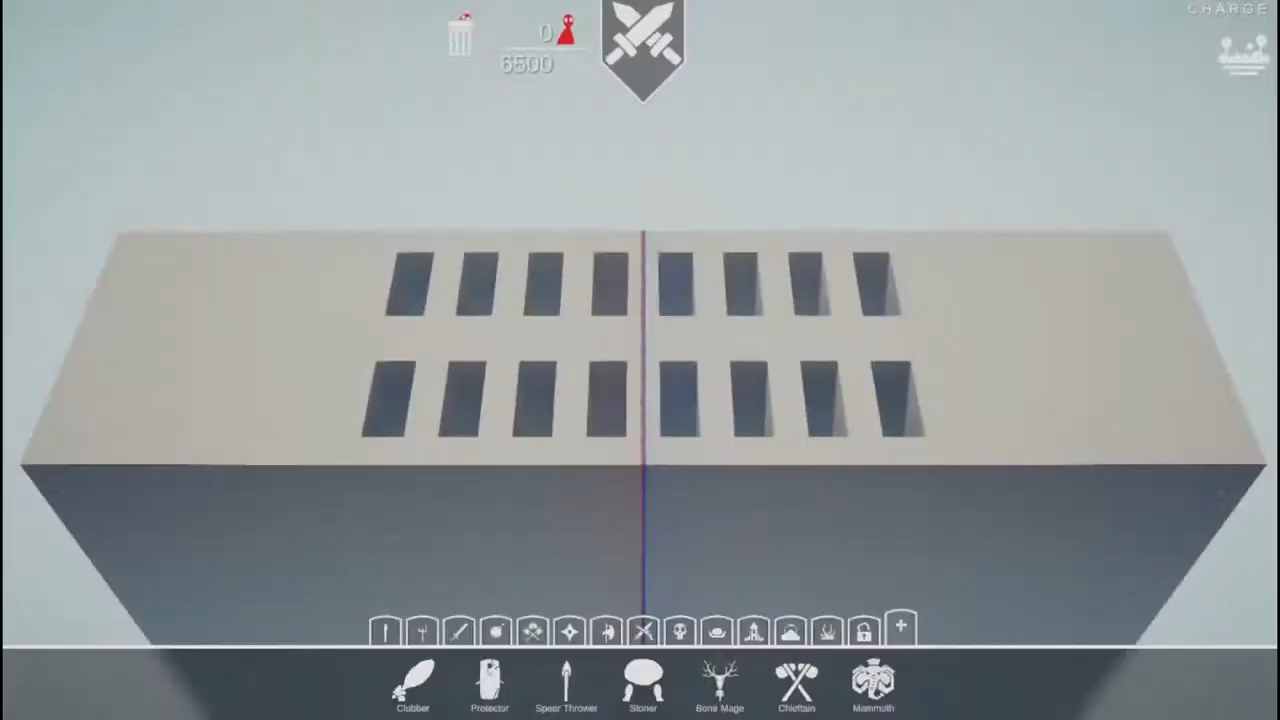 CHARGE
0
6500
Clubber
Protector
Spear Thrower
Stoner
Bone Mage
Chieftain
Mammoth